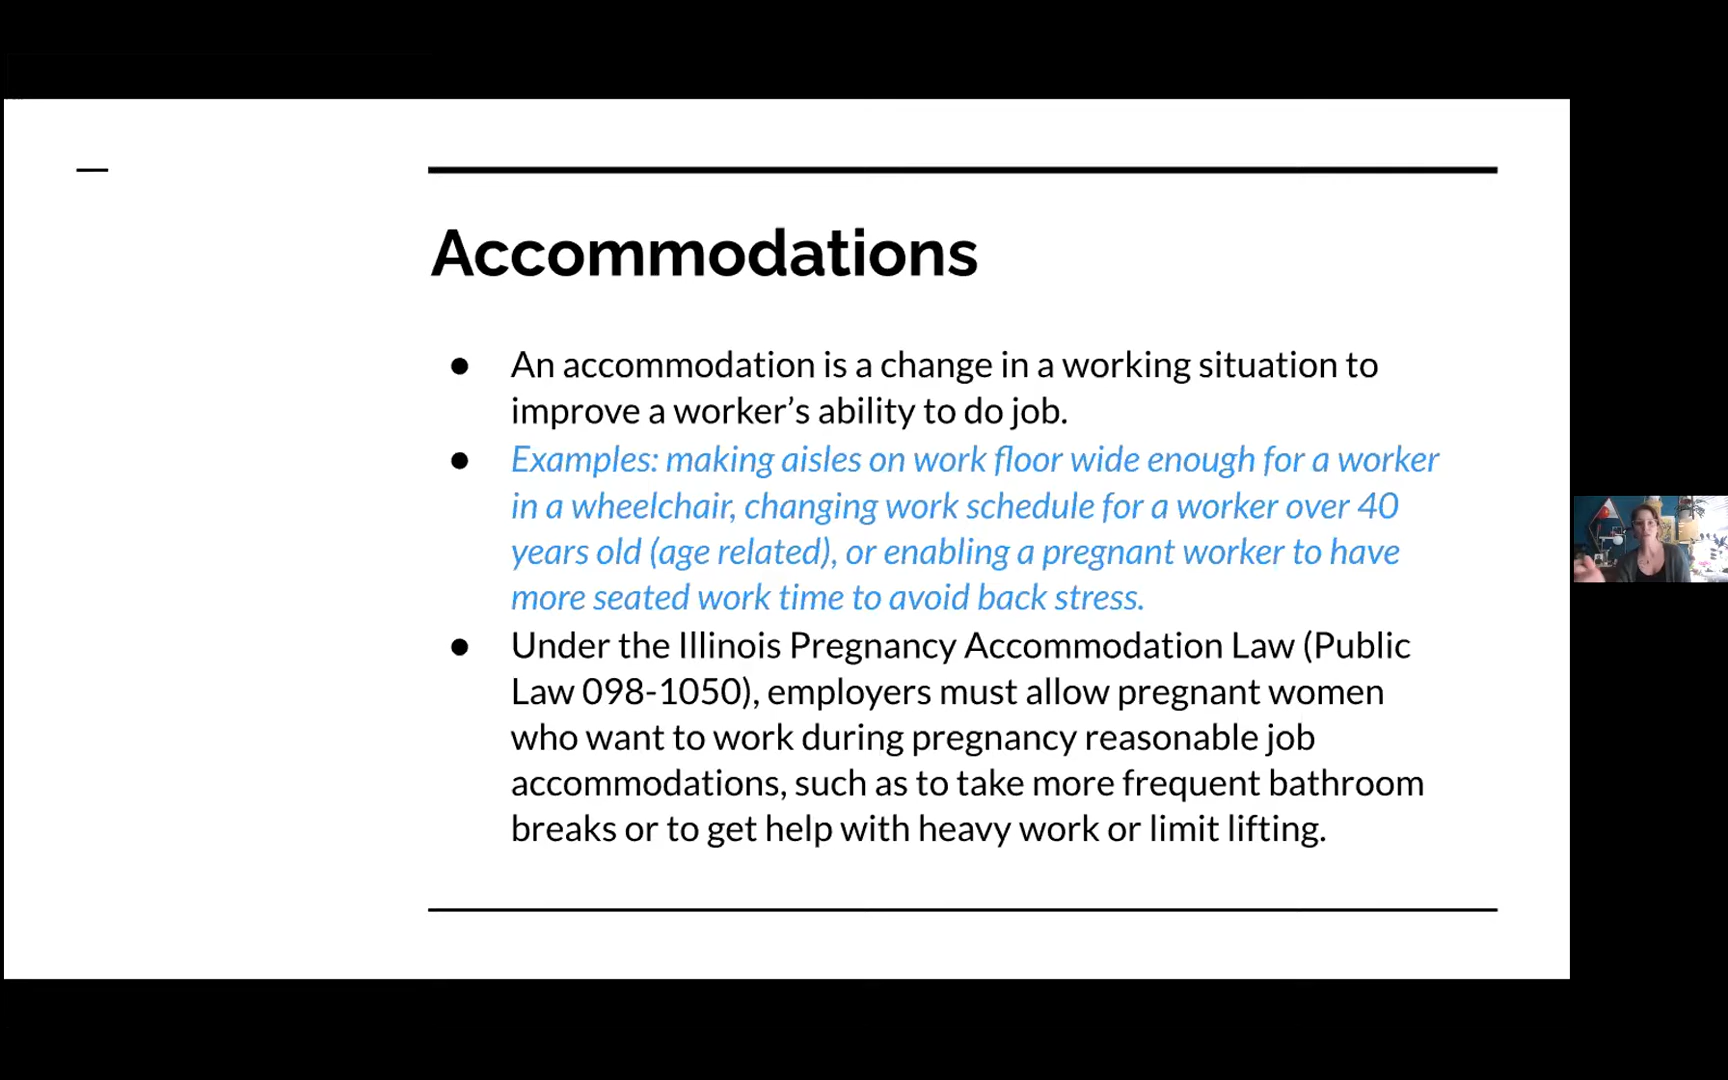 Accommodations
● An accommodation is a change in a working situation to
improve a worker’s ability to do job.
● Examples: making aisles on work floor wide enough for a worker
in a wheelchair, changing work schedule for a worker over 40
years old (age related), or enabling a pregnant worker to have
more seated work time to avoid back stress.
● Under the Illinois Pregnancy Accommodation Law (Public
Law 098-1050), employers must allow pregnant women
who want to work during pregnancy reasonable job
accommodations, such as to take more frequent bathroom
breaks or to get help with heavy work or limit lifting.